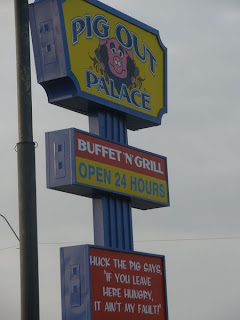 PIG OUT
PALACE
BUFFET 'N' GRILL
OPEN 24 HOURS
HUCK THE PIG SAYS,
"IF YOU LEAVE
HERE HUNGRY,
IT AIN'T MY FAULT!"